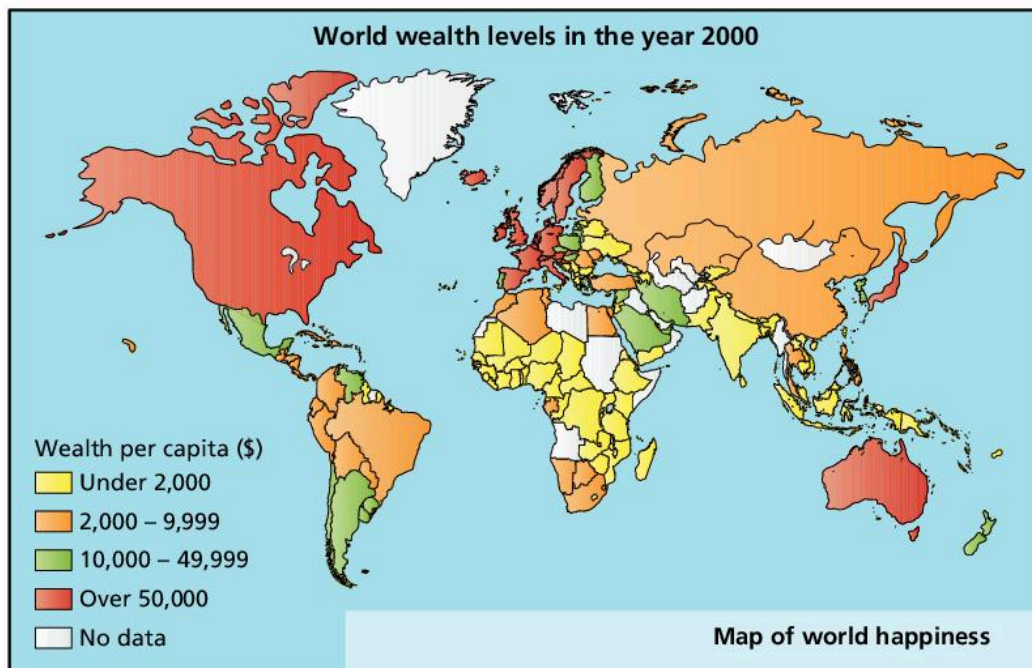 World wealth levels in the year 2000
Wealth per capita ($)
Under 2,000
2,000 – 9,999
10,000 – 49,999
Over 50,000
No data
Map of world happiness